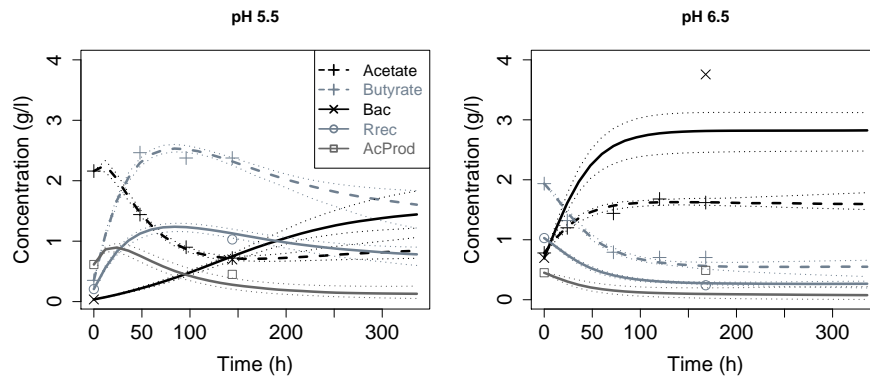 pH 5.5
pH 6.5
Concentration (g/l)
4
3
2
1
0
Acetate
Butyrate
Bac
Rrec
AcProd
0 50 100 200 300
Time (h)
Concentration (g/l)
4
3
2
1
0
0 50 100 200 300
Time (h)